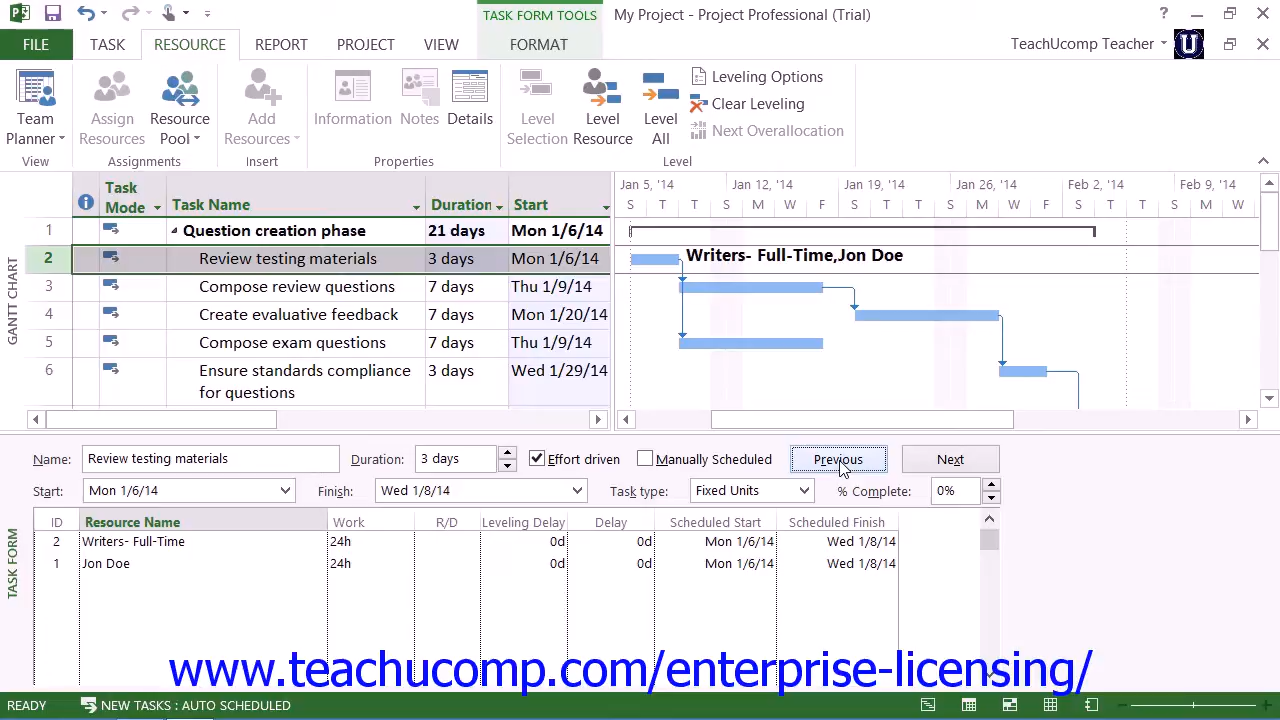 TASK FORM TOOLS
My Project - Project Professional (Trial)
?
FILE
TASK
RESOURCE
REPORT
PROJECT
VIEW
FORMAT
TeachUcomp Teacher
U
Team Planner
View
Assign Resources
Resource Pool
Assignments
Add Resources
Insert
Information
Notes
Details
Properties
Level Selection
Level Resource
Level All
Leveling Options
Clear Leveling
Next Overallocation
Level
GANTT CHART
Task Mode
Task Name
Duration
Start
Jan 5, '14
Jan 12, '14
Jan 19, '14
Jan 26, '14
Feb 2, '14
Feb 9, '14
S T T S M W F S T T S M W F S T T S
1 Question creation phase 21 days Mon 1/6/14
2 Review testing materials 3 days Mon 1/6/14
Writers- Full-Time,Jon Doe
3 Compose review questions 7 days Thu 1/9/14
4 Create evaluative feedback 7 days Mon 1/20/14
5 Compose exam questions 7 days Thu 1/9/14
6 Ensure standards compliance 3 days Wed 1/29/14
for questions
TASK FORM
Name: Review testing materials Duration: 3 days Effort driven Manually Scheduled Previous Next
Start: Mon 1/6/14 Finish: Wed 1/8/14 Task type: Fixed Units % Complete: 0%
ID Resource Name Work R/D Leveling Delay Delay Scheduled Start Scheduled Finish
2 Writers- Full-Time 24h 0d 0d Mon 1/6/14 Wed 1/8/14
1 Jon Doe 24h 0d 0d Mon 1/6/14 Wed 1/8/14
www.teachucomp.com/enterprise-licensing/
READY NEW TASKS : AUTO SCHEDULED